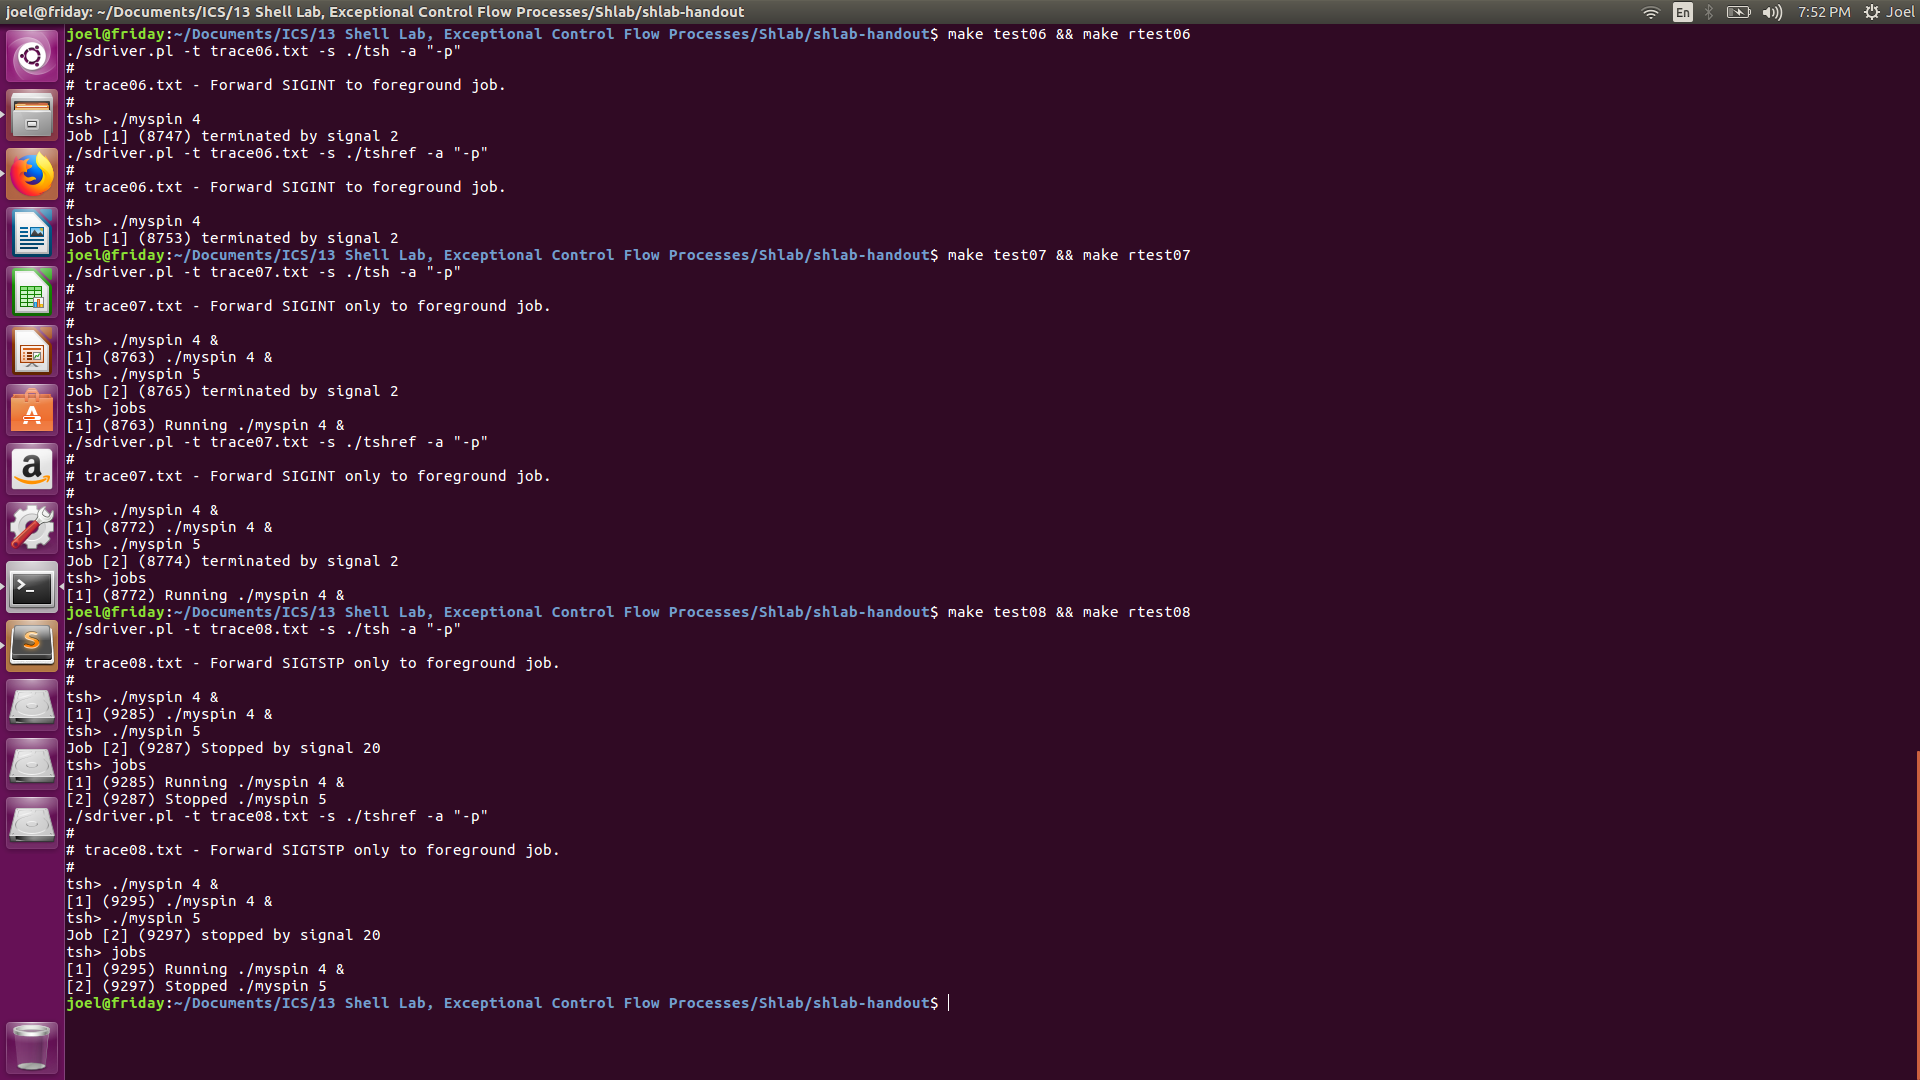 joel@friday: ~/Documents/ICS/13 Shell Lab, Exceptional Control Flow Processes/Shlab/shlab-handout
En
7:52 PM
Joel
joel@friday:~/Documents/ICS/13 Shell Lab, Exceptional Control Flow Processes/Shlab/shlab-handout$ make test06 && make rtest06
./sdriver.pl -t trace06.txt -s ./tsh -a "-p"
#
# trace06.txt - Forward SIGINT to foreground job.
#
tsh> ./myspin 4
Job [1] (8747) terminated by signal 2
./sdriver.pl -t trace06.txt -s ./tshref -a "-p"
#
# trace06.txt - Forward SIGINT to foreground job.
#
tsh> ./myspin 4
Job [1] (8753) terminated by signal 2
joel@friday:~/Documents/ICS/13 Shell Lab, Exceptional Control Flow Processes/Shlab/shlab-handout$ make test07 && make rtest07
./sdriver.pl -t trace07.txt -s ./tsh -a "-p"
#
# trace07.txt - Forward SIGINT only to foreground job.
#
tsh> ./myspin 4 &
[1] (8763) ./myspin 4 &
tsh> ./myspin 5
Job [2] (8765) terminated by signal 2
tsh> jobs
[1] (8763) Running ./myspin 4 &
./sdriver.pl -t trace07.txt -s ./tshref -a "-p"
#
# trace07.txt - Forward SIGINT only to foreground job.
#
tsh> ./myspin 4 &
[1] (8772) ./myspin 4 &
tsh> ./myspin 5
Job [2] (8774) terminated by signal 2
tsh> jobs
[1] (8772) Running ./myspin 4 &
joel@friday:~/Documents/ICS/13 Shell Lab, Exceptional Control Flow Processes/Shlab/shlab-handout$ make test08 && make rtest08
./sdriver.pl -t trace08.txt -s ./tsh -a "-p"
#
# trace08.txt - Forward SIGTSTP only to foreground job.
#
tsh> ./myspin 4 &
[1] (9285) ./myspin 4 &
tsh> ./myspin 5
Job [2] (9287) Stopped by signal 20
tsh> jobs
[1] (9285) Running ./myspin 4 &
[2] (9287) Stopped ./myspin 5
./sdriver.pl -t trace08.txt -s ./tshref -a "-p"
#
# trace08.txt - Forward SIGTSTP only to foreground job.
#
tsh> ./myspin 4 &
[1] (9295) ./myspin 4 &
tsh> ./myspin 5
Job [2] (9297) stopped by signal 20
tsh> jobs
[1] (9295) Running ./myspin 4 &
[2] (9297) Stopped ./myspin 5
joel@friday:~/Documents/ICS/13 Shell Lab, Exceptional Control Flow Processes/Shlab/shlab-handout$